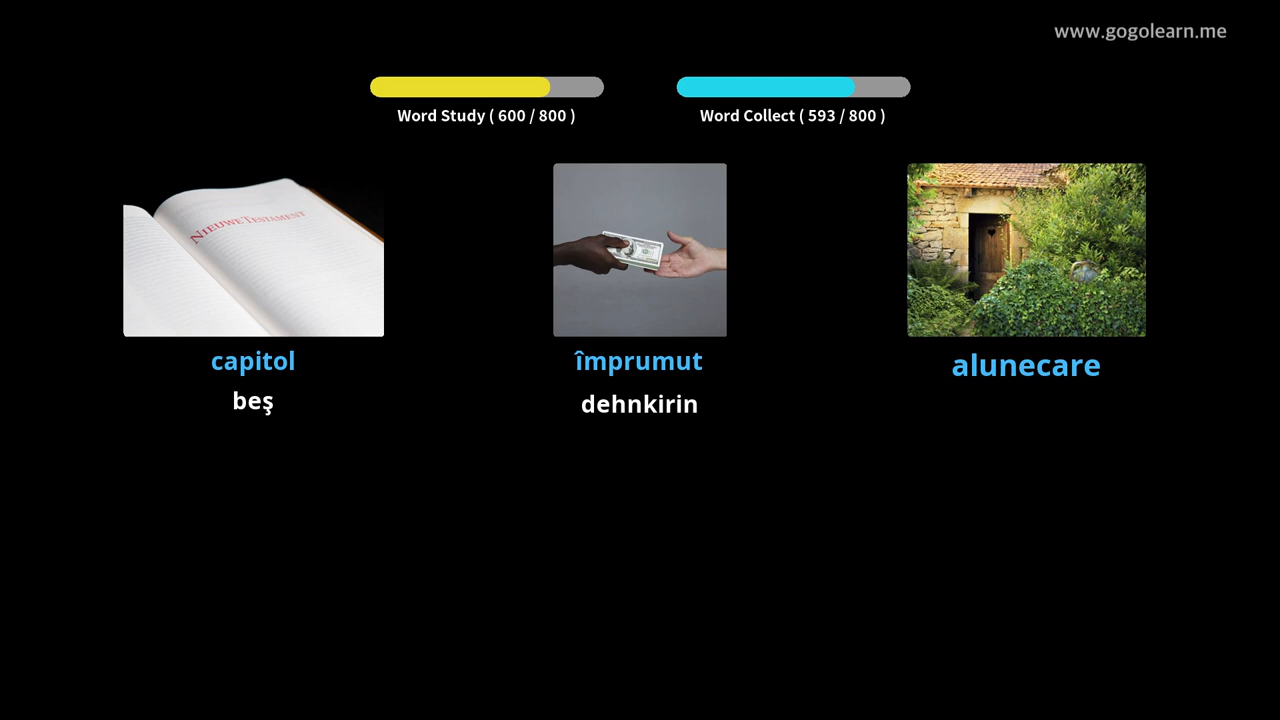 www.gogolearn.me
Word Study ( 600 / 800 )
Word Collect ( 593 / 800 )
NIEUWE TESTAMENT
capitol
împrumut
alunecare
beş
dehnkirin